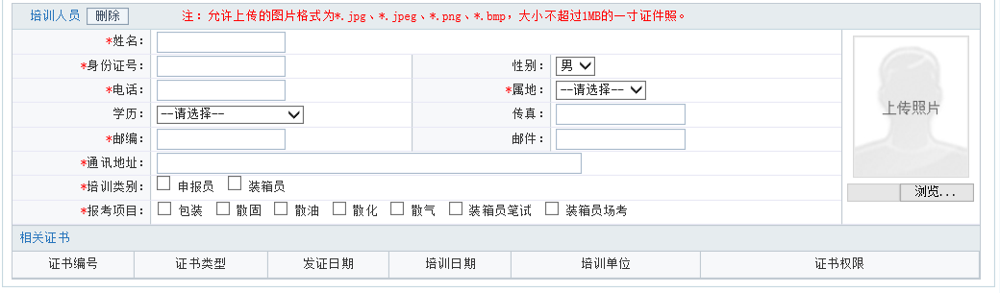 培训人员 删除 注：允许上传的图片格式为*.jpg、*.jpeg、*.png、*.bmp，大小不超过1MB的一寸证件照。
*姓名：
*身份证号： 性别： 男
*电话： *属地： --请选择--
学历： --请选择-- 传真：
*邮编： 邮件：
*通讯地址：
*培训类别： 申报员 装箱员
*报考项目： 包装 散固 散油 散化 散气 装箱员笔试 装箱员场考
上传照片
浏览...
相关证书
证书编号 证书类型 发证日期 培训日期 培训单位 证书权限